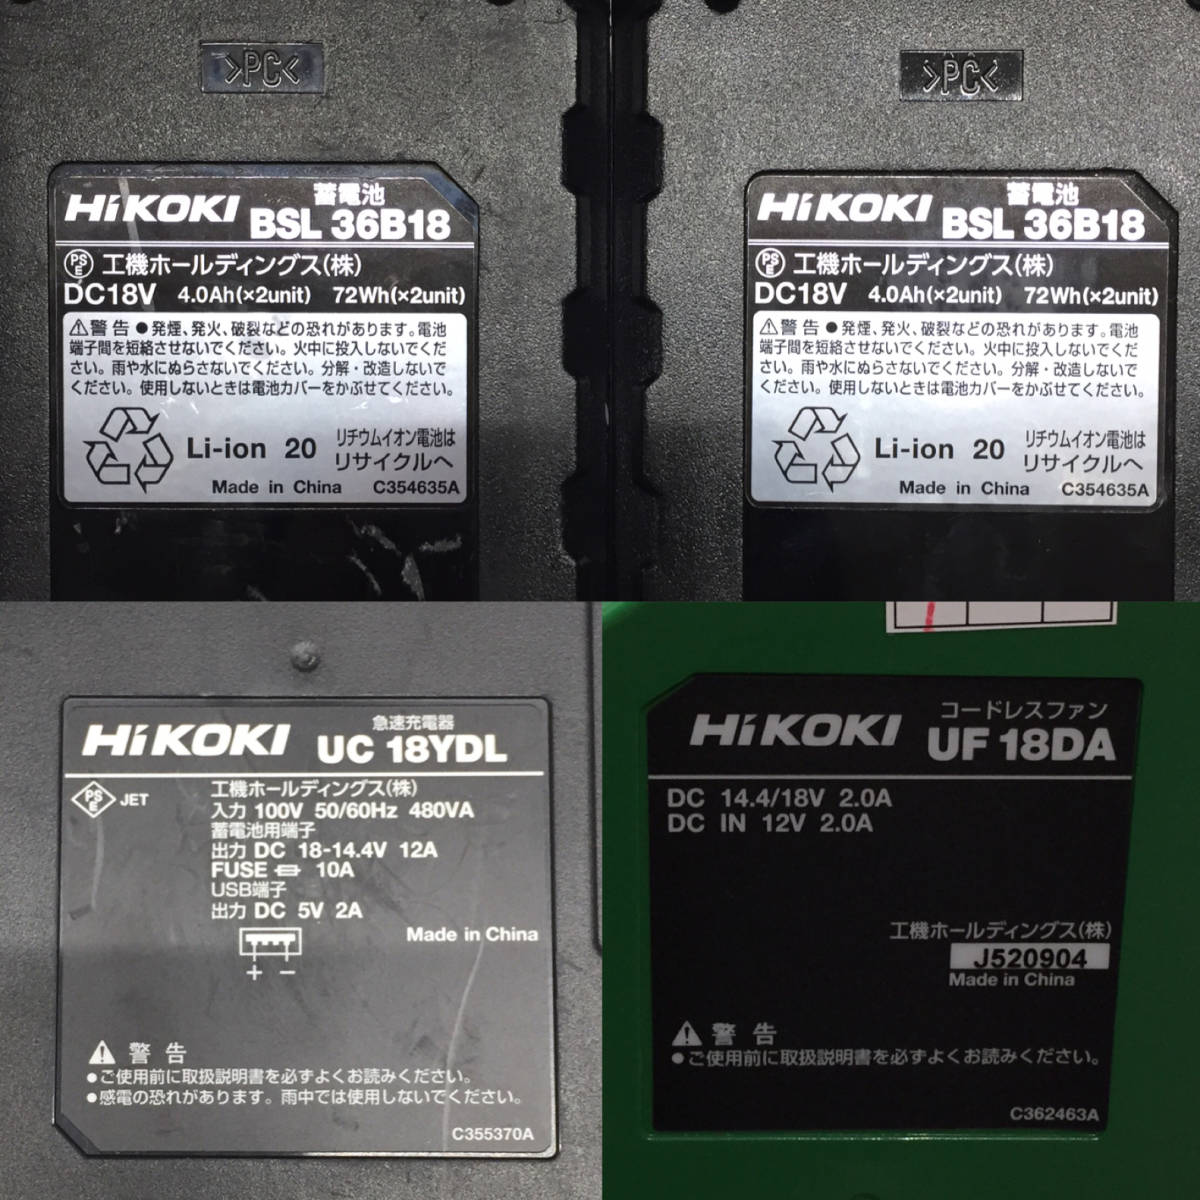 >PC<
HiKOKI 蓄電池
BSL 36B18
PSE 工機ホールディングス(株)
DC18V 4.0Ah(×2unit) 72Wh(×2unit)
⚠警告 ●発煙、発火、破裂などの恐れがあります。電池
端子間を短絡させないでください。火中に投入しないでくだ
さい。雨や水にぬらさないでください。分解・改造しないで
ください。使用しないときは電池カバーをかぶせてください。
Li-ion 20 リチウムイオン電池は
リサイクルへ
Made in China C354635A
>PC<
HiKOKI 蓄電池
BSL 36B18
PSE 工機ホールディングス(株)
DC18V 4.0Ah(×2unit) 72Wh(×2unit)
⚠警告 ●発煙、発火、破裂などの恐れがあります。電池
端子間を短絡させないでください。火中に投入しないでくだ
さい。雨や水にぬらさないでください。分解・改造しないで
ください。使用しないときは電池カバーをかぶせてください。
Li-ion 20 リチウムイオン電池は
リサイクルへ
Made in China C354635A
HiKOKI 急速充電器
UC 18YDL
PSE JET 工機ホールディングス(株)
入力 100V 50/60Hz 480VA
蓄電池用端子
出力 DC 18-14.4V 12A
FUSE 10A
USB端子
出力 DC 5V 2A
Made in China
+ −
⚠ 警告
●ご使用前に取扱説明書を必ずよくお読みください。
●感電の恐れがあります。雨中では使用しないでください。
C355370A
HiKOKI コードレスファン
UF 18DA
DC 14.4/18V 2.0A
DC IN 12V 2.0A
工機ホールディングス(株)
J520904
Made in China
⚠ 警告
●ご使用前に取扱説明書を必ずよくお読みください。
C362463A